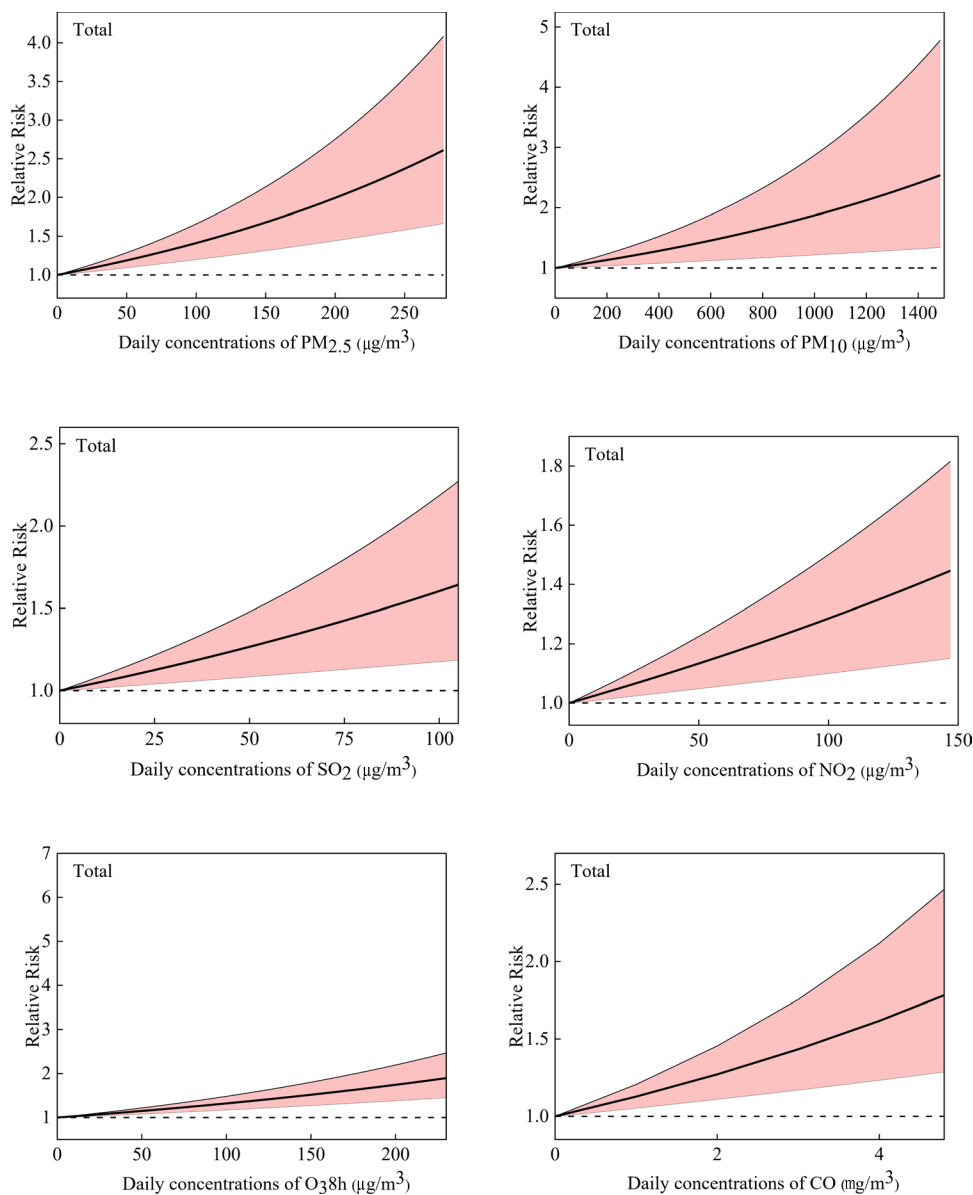 Total
4.0
3.5
3.0
2.5
2.0
1.5
1.0
Relative Risk
0 50 100 150 200 250
Daily concentrations of PM2.5 (μg/m3)
Total
5
4
3
2
1
Relative Risk
0 200 400 600 800 1000 1200 1400
Daily concentrations of PM10 (μg/m3)
Total
2.5
2.0
1.5
1.0
Relative Risk
0 25 50 75 100
Daily concentrations of SO2 (μg/m3)
Total
1.8
1.6
1.4
1.2
1.0
Relative Risk
0 50 100 150
Daily concentrations of NO2 (μg/m3)
Total
7
6
5
4
3
2
1
Relative Risk
0 50 100 150 200
Daily concentrations of O38h (μg/m3)
Total
2.5
2.0
1.5
1.0
Relative Risk
0 2 4
Daily concentrations of CO (mg/m3)